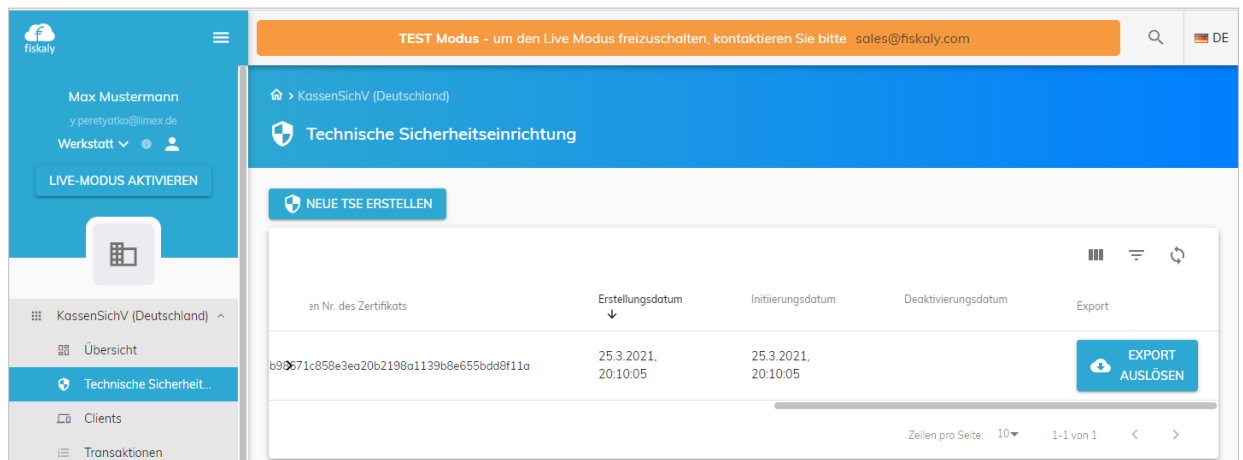 fiskaly
TEST Modus - um den Live Modus freizuschalten, kontaktieren Sie bitte sales@fiskaly.com
DE
Max Mustermann
y.peretyatko@limex.de
Werkstatt
LIVE-MODUS AKTIVIEREN
KassenSichV (Deutschland)
Übersicht
Technische Sicherheit...
Clients
Transaktionen
> KassenSichV (Deutschland)
Technische Sicherheitseinrichtung
NEUE TSE ERSTELLEN
en Nr. des Zertifikats
Erstellungsdatum
Initiierungsdatum
Deaktivierungsdatum
Export
671c858e3ea20b2198a1139b8e655bdd8f11a
25.3.2021,
20:10:05
25.3.2021,
20:10:05
EXPORT
AUSLÖSEN
Zeilen pro Seite: 10
1-1 von 1